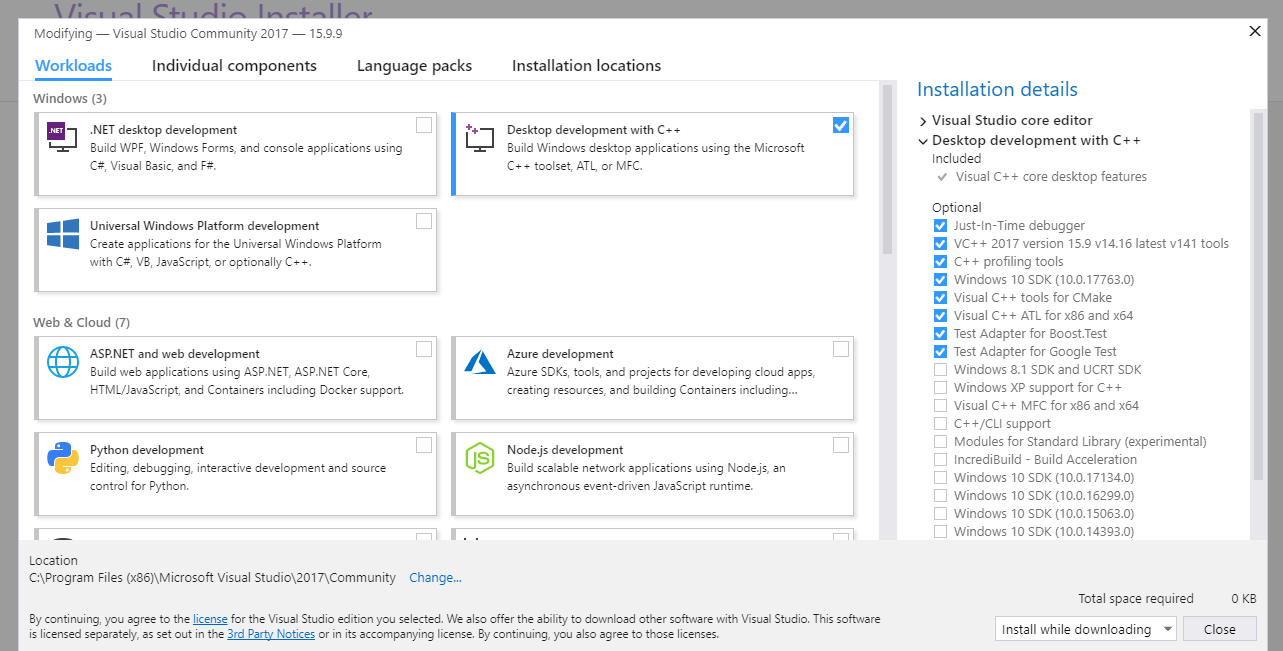 Visual Studio Installer
Modifying — Visual Studio Community 2017 — 15.9.9
Workloads
Individual components
Language packs
Installation locations
Windows (3)
.NET
.NET desktop development
Build WPF, Windows Forms, and console applications using
C#, Visual Basic, and F#.
Desktop development with C++
Build Windows desktop applications using the Microsoft
C++ toolset, ATL, or MFC.
Universal Windows Platform development
Create applications for the Universal Windows Platform
with C#, VB, JavaScript, or optionally C++.
Web & Cloud (7)
ASP.NET and web development
Build web applications using ASP.NET, ASP.NET Core,
HTML/JavaScript, and Containers including Docker support.
Azure development
Azure SDKs, tools, and projects for developing cloud apps,
creating resources, and building Containers including...
Python development
Editing, debugging, interactive development and source
control for Python.
JS
Node.js development
Build scalable network applications using Node.js, an
asynchronous event-driven JavaScript runtime.
Installation details
Visual Studio core editor
Desktop development with C++
Included
Visual C++ core desktop features
Optional
Just-In-Time debugger
VC++ 2017 version 15.9 v14.16 latest v141 tools
C++ profiling tools
Windows 10 SDK (10.0.17763.0)
Visual C++ tools for CMake
Visual C++ ATL for x86 and x64
Test Adapter for Boost.Test
Test Adapter for Google Test
Windows 8.1 SDK and UCRT SDK
Windows XP support for C++
Visual C++ MFC for x86 and x64
C++/CLI support
Modules for Standard Library (experimental)
IncrediBuild - Build Acceleration
Windows 10 SDK (10.0.17134.0)
Windows 10 SDK (10.0.16299.0)
Windows 10 SDK (10.0.15063.0)
Windows 10 SDK (10.0.14393.0)
Location
C:\Program Files (x86)\Microsoft Visual Studio\2017\Community Change...
Total space required 0 KB
By continuing, you agree to the license for the Visual Studio edition you selected. We also offer the ability to download other software with Visual Studio. This software
is licensed separately, as set out in the 3rd Party Notices or in its accompanying license. By continuing, you also agree to those licenses.
Install while downloading
Close